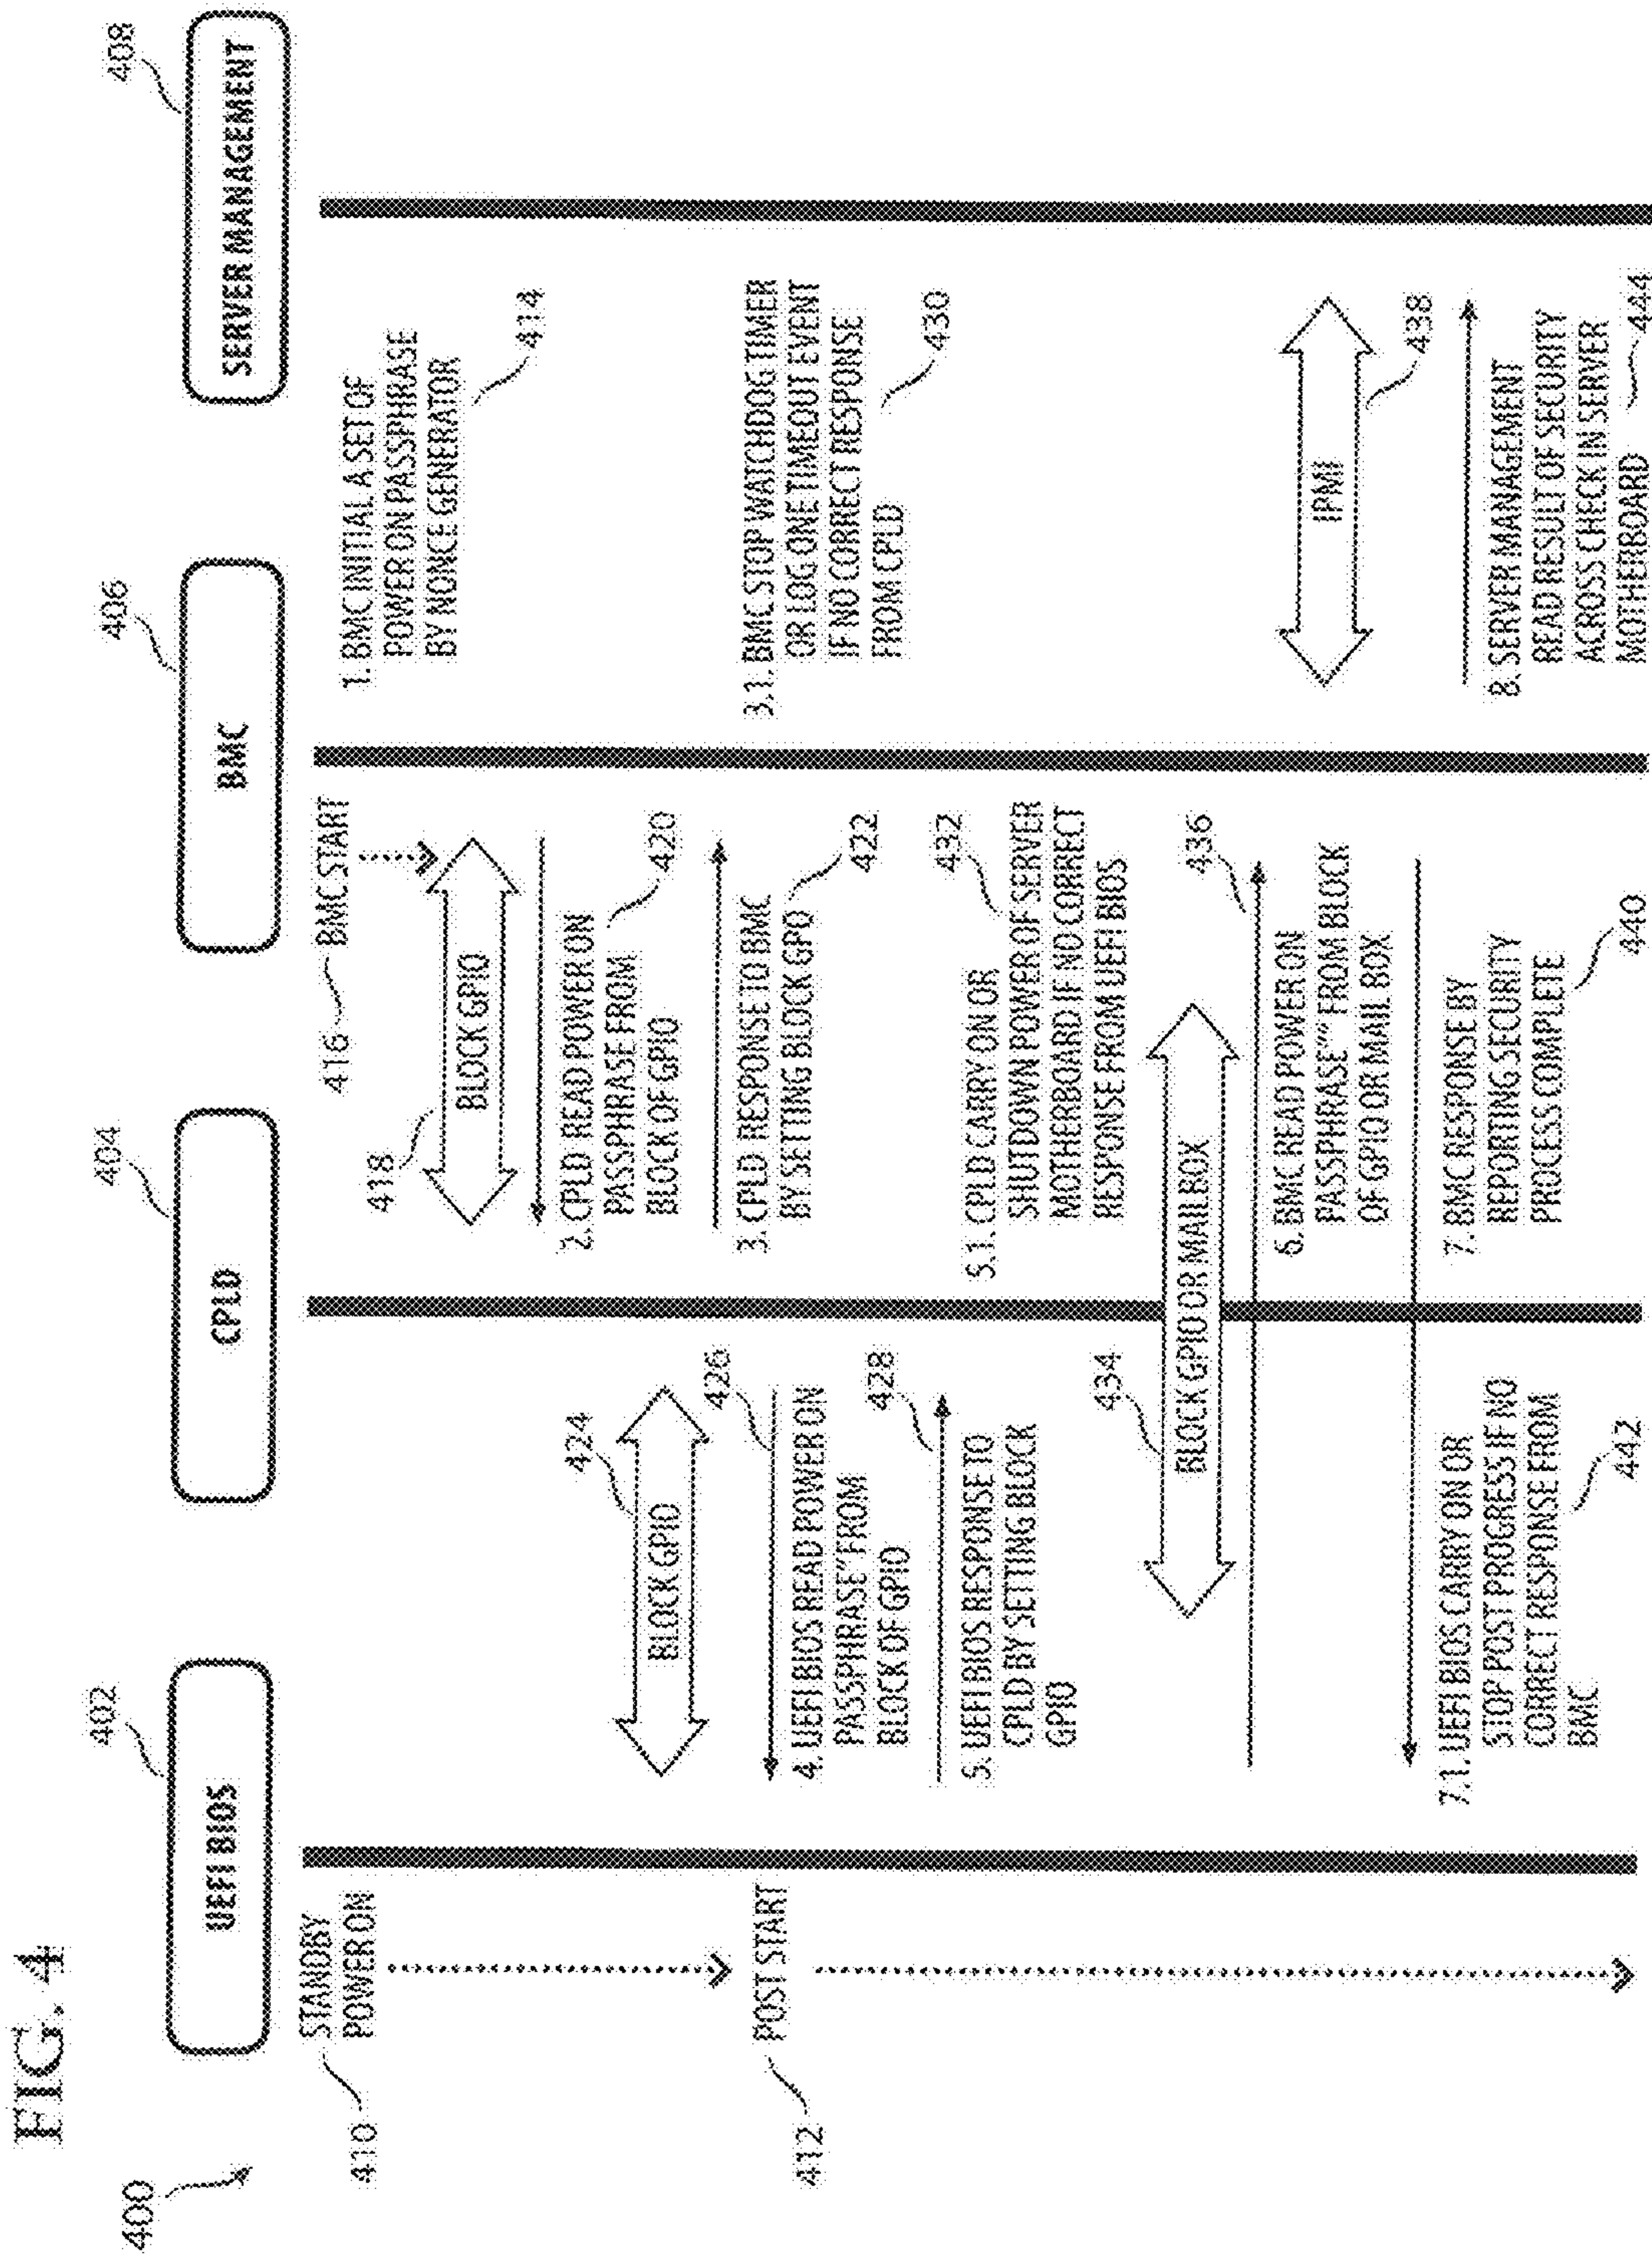 FIG. 4
400
402
UEFI BIOS
404
CPLD
406
BMC
408
SERVER MANAGEMENT
410
STANDBY
POWER ON
412
POST START
424
BLOCK GPIO
426
4. UEFI BIOS READ POWER ON
PASSPHRASE" FROM
BLOCK OF GPIO
428
5. UEFI BIOS RESPONSE TO
CPLD BY SETTING BLOCK
GPIO
434
BLOCK GPIO OR MAILBOX
7.1. UEFI BIOS CARRY ON OR
STOP POST PROGRESS IF NO
CORRECT RESPONSE FROM
BMC
442
416
BMC START
418
BLOCK GPIO
2. CPLD READ POWER ON
PASSPHRASE FROM
BLOCK OF GPIO
420
3. CPLD RESPONSE TO BMC
BY SETTING BLOCK GPO
422
432
5.1. CPLD CARRY ON OR
SHUTDOWN POWER OF SERVER
MOTHERBOARD IF NO CORRECT
RESPONSE FROM UEFI BIOS
436
6. BMC READ POWER ON
PASSPHRASE"" FROM BLOCK
OF GPIO OR MAIL BOX
7. BMC RESPONSE BY
REPORTING SECURITY
PROCESS COMPLETE
440
1. BMC INITIAL A SET OF
POWER ON PASSPHRASE
BY NONCE GENERATOR
414
3.1. BMC STOP WATCHDOG TIMER
OR LOG ONE TIMEOUT EVENT
IF NO CORRECT RESPONSE
FROM CPLD
430
IPMI
438
8. SERVER MANAGEMENT
READ RESULT OF SECURITY
ACROSS CHECK IN SERVER
MOTHERBOARD
444